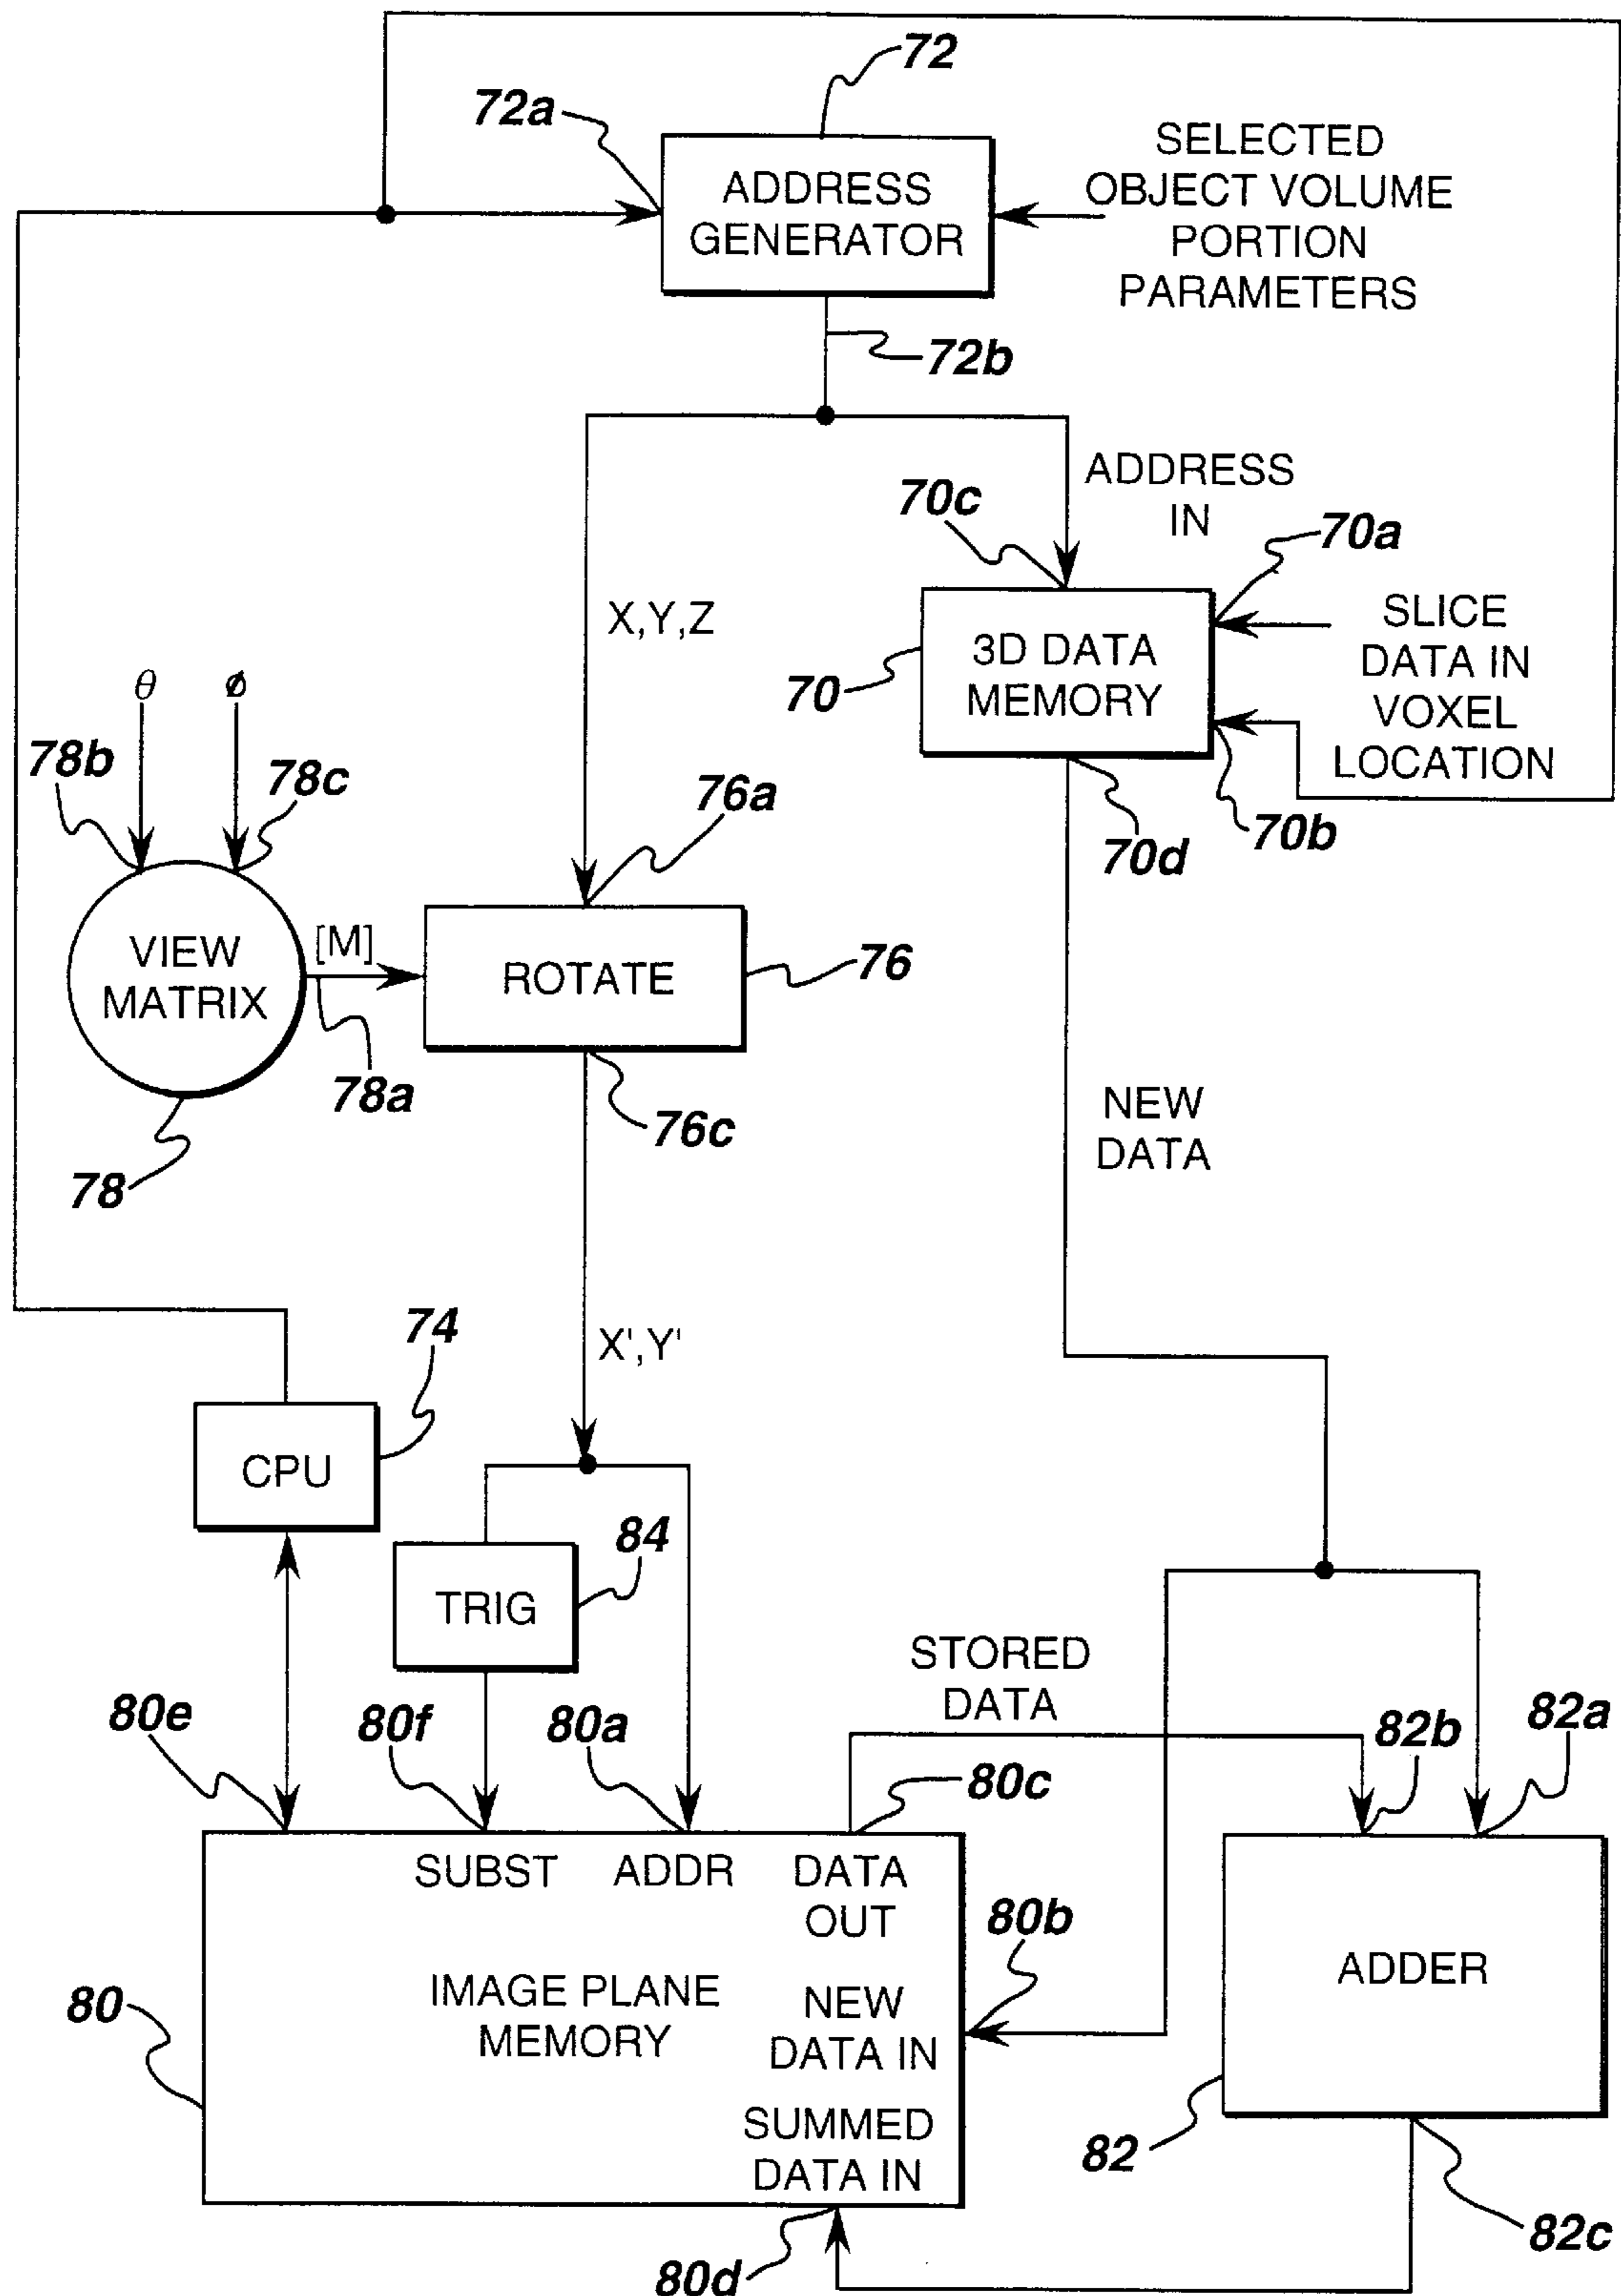 72
72a
ADDRESS
GENERATOR
SELECTED
OBJECT VOLUME
PORTION
PARAMETERS
72b
ADDRESS
IN
70c
70a
X,Y,Z
3D DATA
MEMORY
70
SLICE
DATA IN
VOXEL
LOCATION
θ
ø
78b
78c
76a
70d
70b
VIEW
MATRIX
[M]
ROTATE
76
78a
76c
78
NEW
DATA
74
X',Y'
CPU
84
TRIG
STORED
DATA
80e
80f
80a
80c
82b
82a
SUBST
ADDR
DATA
OUT
80b
ADDER
80
IMAGE PLANE
MEMORY
NEW
DATA IN
SUMMED
DATA IN
82
82c
80d